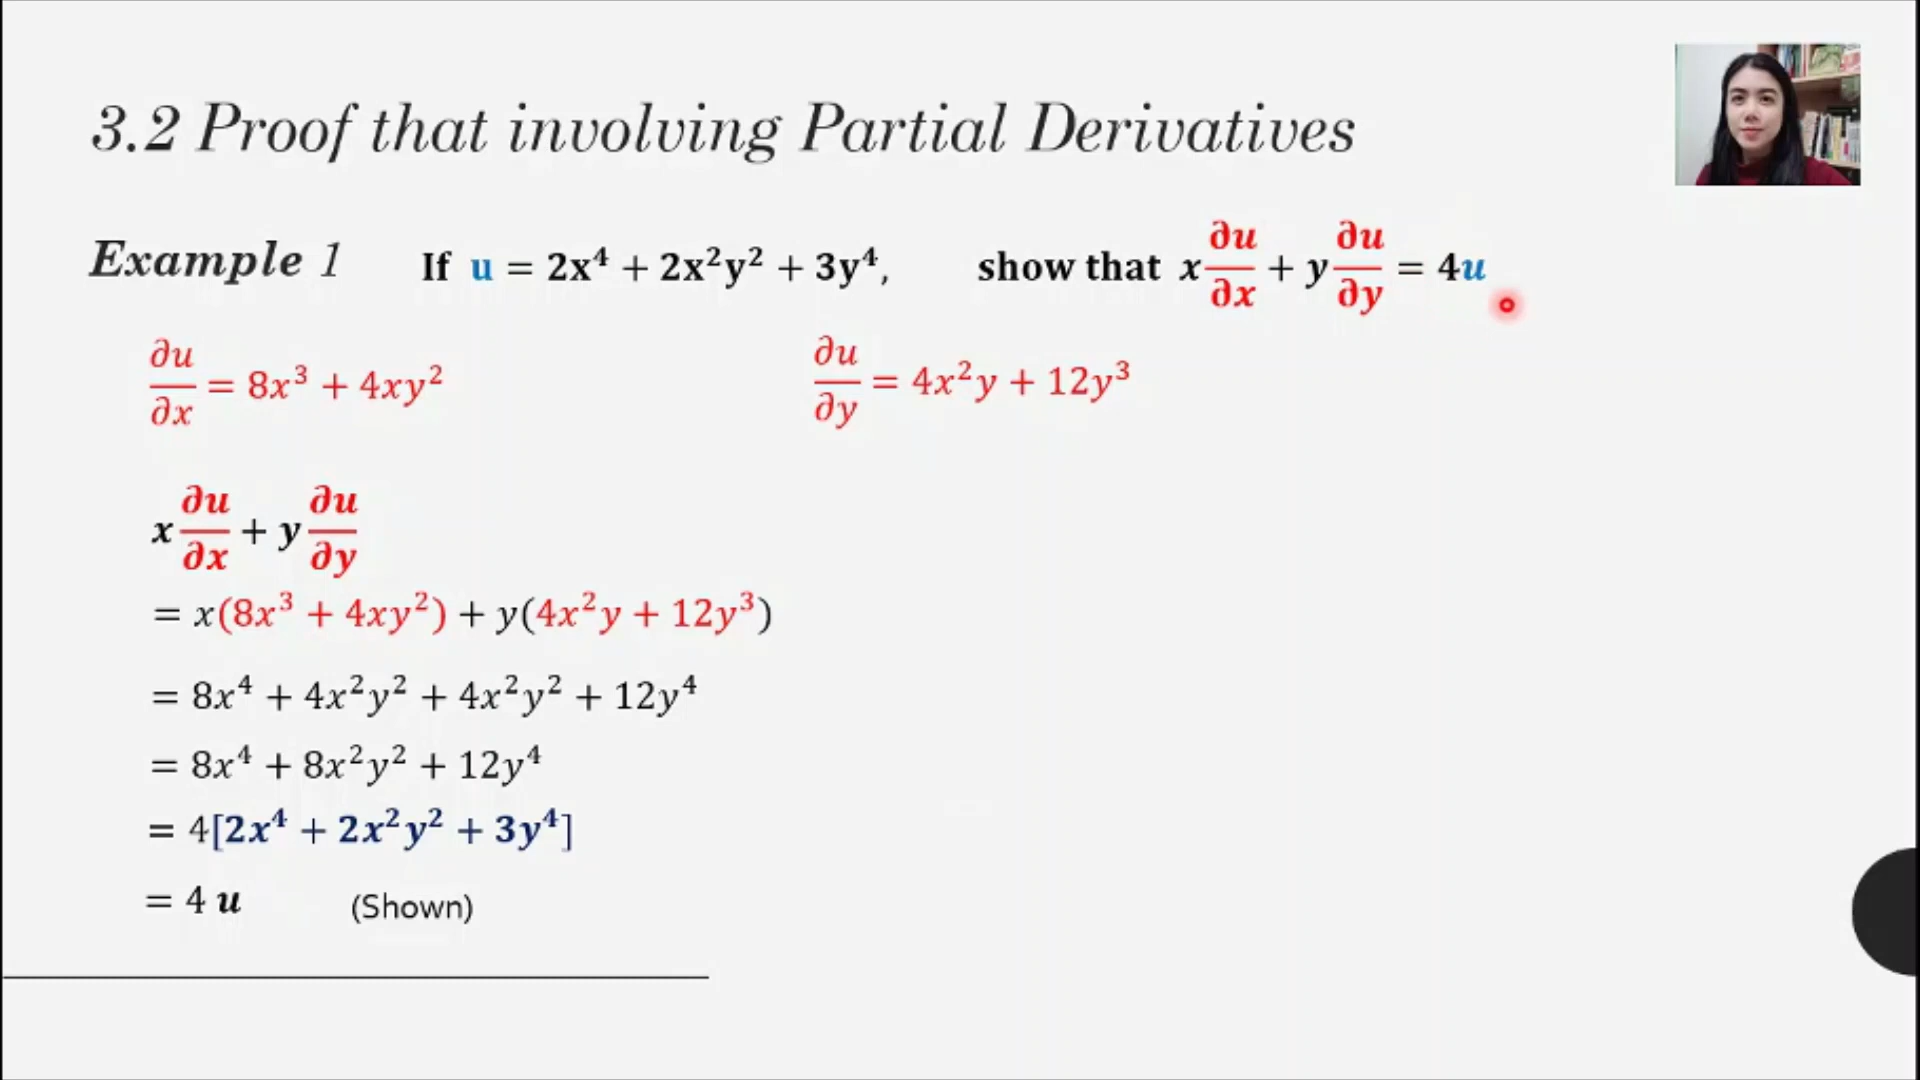 3.2 Proof that involving Partial Derivatives
Example 1 If u = 2x⁴ + 2x²y² + 3y⁴, show that x ∂u/∂x + y ∂u/∂y = 4u
∂u/∂x = 8x³ + 4xy² ∂u/∂y = 4x²y + 12y³
x ∂u/∂x + y ∂u/∂y
= x(8x³ + 4xy²) + y(4x²y + 12y³)
= 8x⁴ + 4x²y² + 4x²y² + 12y⁴
= 8x⁴ + 8x²y² + 12y⁴
= 4[2x⁴ + 2x²y² + 3y⁴]
= 4 u (Shown)